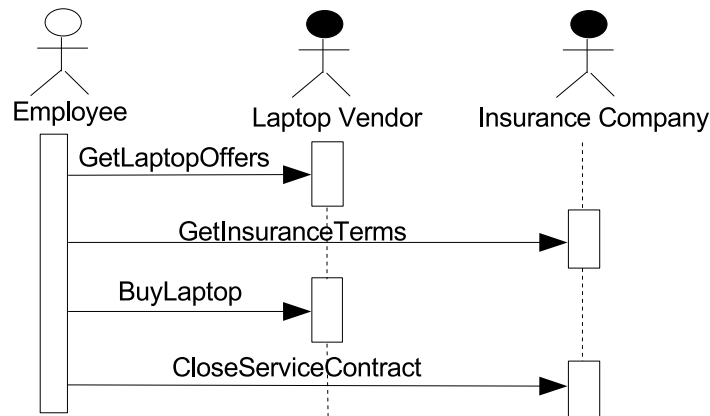 Employee
Laptop Vendor
Insurance Company
GetLaptopOffers
GetInsuranceTerms
BuyLaptop
CloseServiceContract